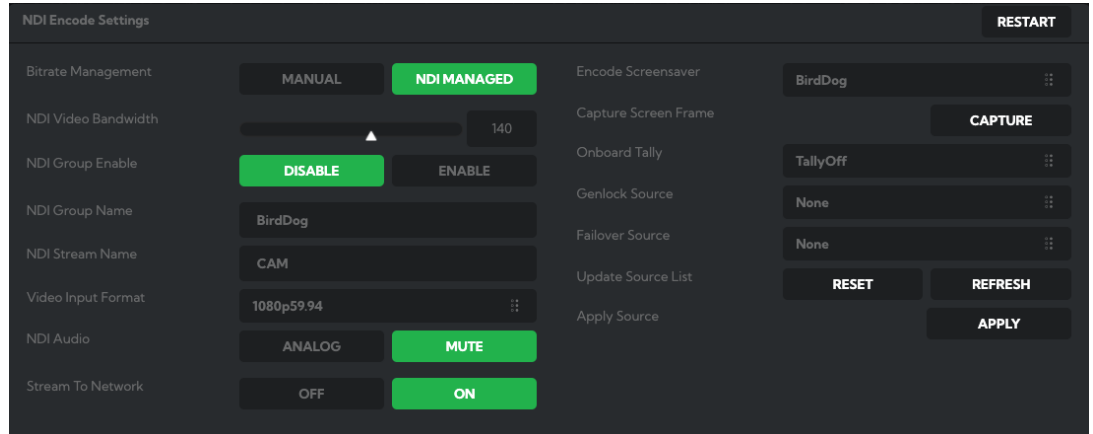 NDI Encode Settings
RESTART
Bitrate Management
MANUAL
NDI MANAGED
NDI Video Bandwidth
140
NDI Group Enable
DISABLE
ENABLE
NDI Group Name
BirdDog
NDI Stream Name
CAM
Video Input Format
1080p59.94
NDI Audio
ANALOG
MUTE
Stream To Network
OFF
ON
Encode Screensaver
BirdDog
Capture Screen Frame
CAPTURE
Onboard Tally
TallyOff
Genlock Source
None
Failover Source
None
Update Source List
RESET
REFRESH
Apply Source
APPLY